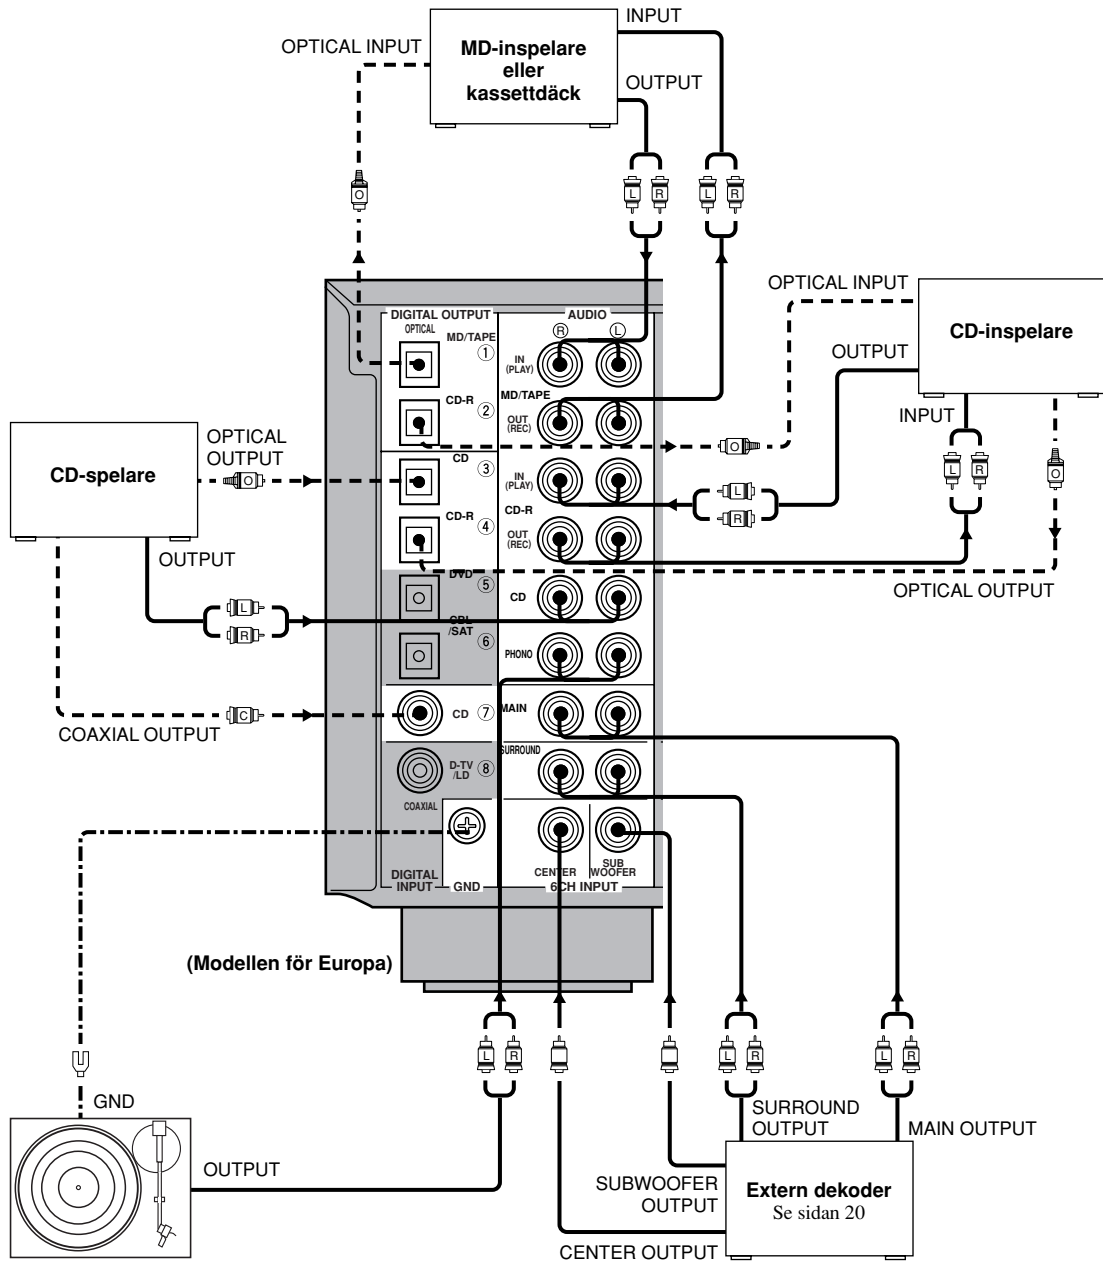 INPUT
OPTICAL INPUT
MD-inspelare
eller
kassettdäck
OUTPUT
L R L R
O
OPTICAL INPUT
CD-inspelare
OUTPUT
INPUT
DIGITAL OUTPUT
OPTICAL
AUDIO
R L
MD/TAPE
1
IN
(PLAY)
MD/TAPE
CD-R
2
OUT
(REC)
O
L R
O
CD-spelare
OPTICAL
OUTPUT
O
CD
3
IN
(PLAY)
L
R
CD-R
CD-R
4
OUT
(REC)
OUTPUT
OPTICAL OUTPUT
DVD
5
CD
L
R
CBL
/SAT
6
PHONO
COAXIAL OUTPUT
C
CD
7
MAIN
SURROUND
D-TV
/LD
8
COAXIAL
DIGITAL
INPUT
GND
CENTER
SUB
WOOFER
6CH INPUT
(Modellen för Europa)
L R
L R
L R
GND
OUTPUT
SURROUND
OUTPUT
MAIN OUTPUT
SUBWOOFER
OUTPUT
Extern dekoder
Se sidan 20
CENTER OUTPUT